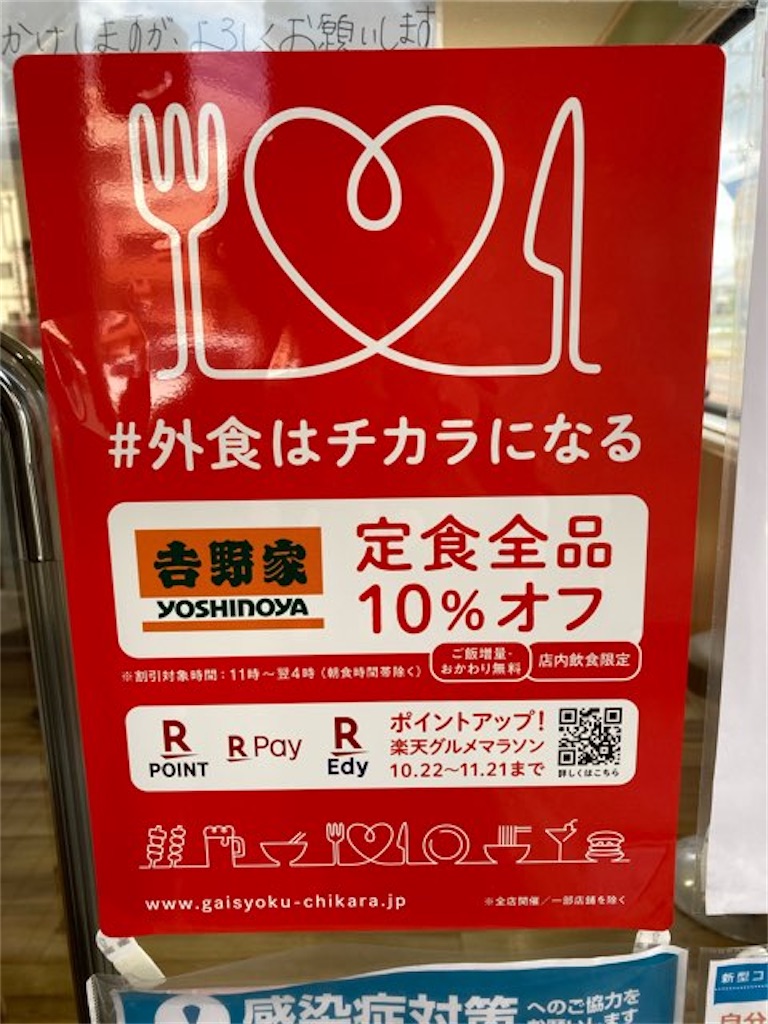 かけしますが、よろしくお願いします
#外食はチカラになる
吉野家
YOSHINOYA
定食全品
10%オフ
ご飯増量・
おかわり無料
店内飲食限定
※割引対象時間：11時～翌4時（朝食時間帯除く）
R
POINT
R Pay
R
Edy
ポイントアップ！
楽天グルメマラソン
10.22～11.21まで
詳しくはこちら
www.gaisyoku-chikara.jp
※全店開催／一部店舗を除く
感染症対策
へのご協力を
新型コ
自分